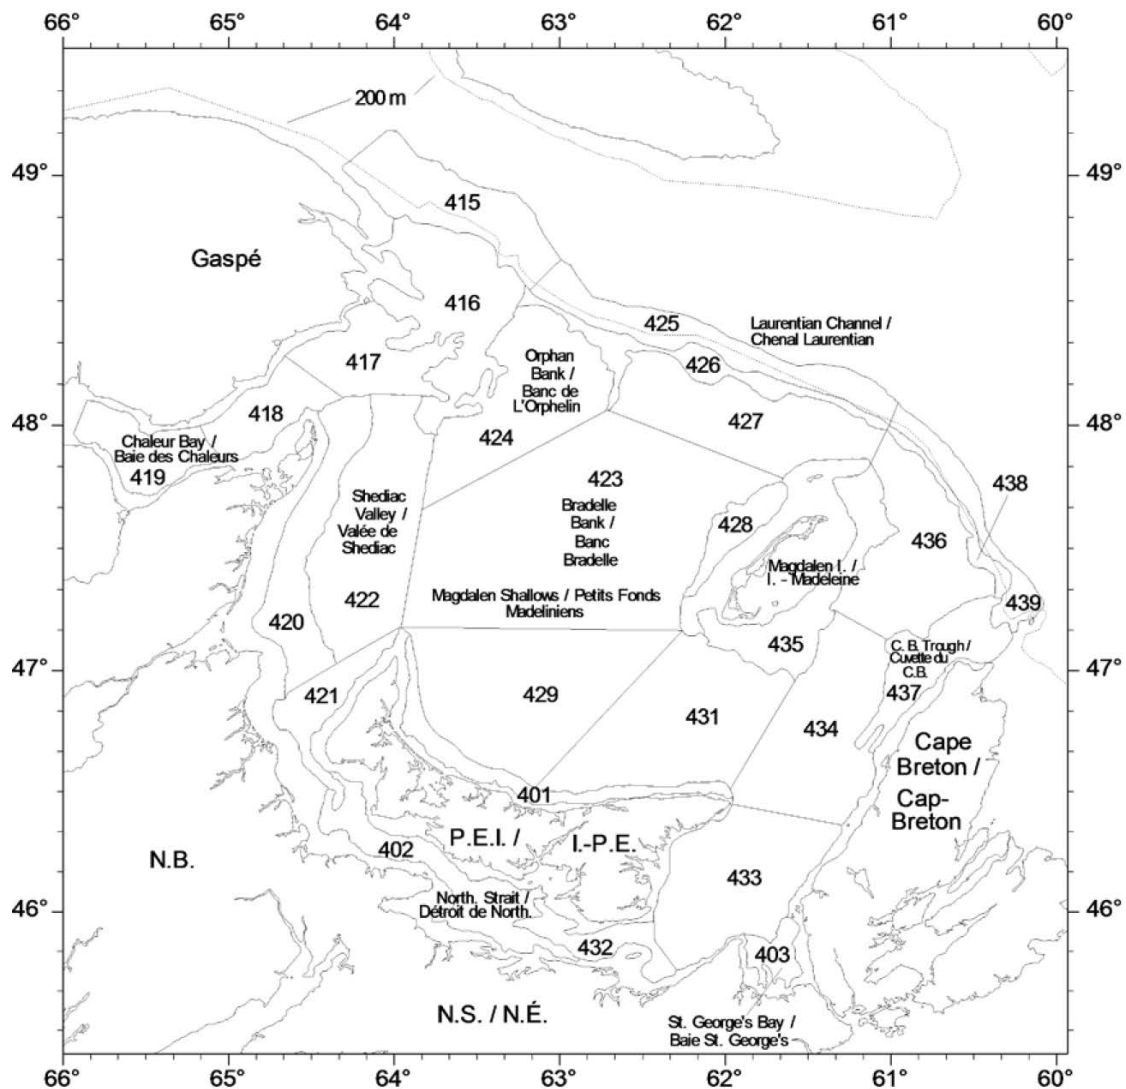 66° 65° 64° 63° 62° 61° 60°
200 m
49° 49°
415
Gaspé
416
425
Laurentian Channel /
Chenal Laurentian
417
Orphan
Bank /
Banc de
L'Orphelin
426
418
427
48° 48°
424
Chaleur Bay /
Baie des Chaleurs
419
423
438
Shediac
Valley /
Valée de
Shediac
Bradelle
Bank /
Banc
Bradelle
428
436
Magdalen I. /
I. - Madeleine
422
Magdalen Shallows / Petits Fonds
Madeliniens
439
420
435
C. B. Trough /
Cuvette du
C.B.
47° 47°
421
429
437
431
434
Cape
Breton /
Cap-
Breton
401
P.E.I. / I.-P.E.
402
N.B.
433
North. Strait /
Détroit de North.
46° 46°
432
403
N.S. / N.É.
St. George's Bay /
Baie St. George's
66° 65° 64° 63° 62° 61° 60°